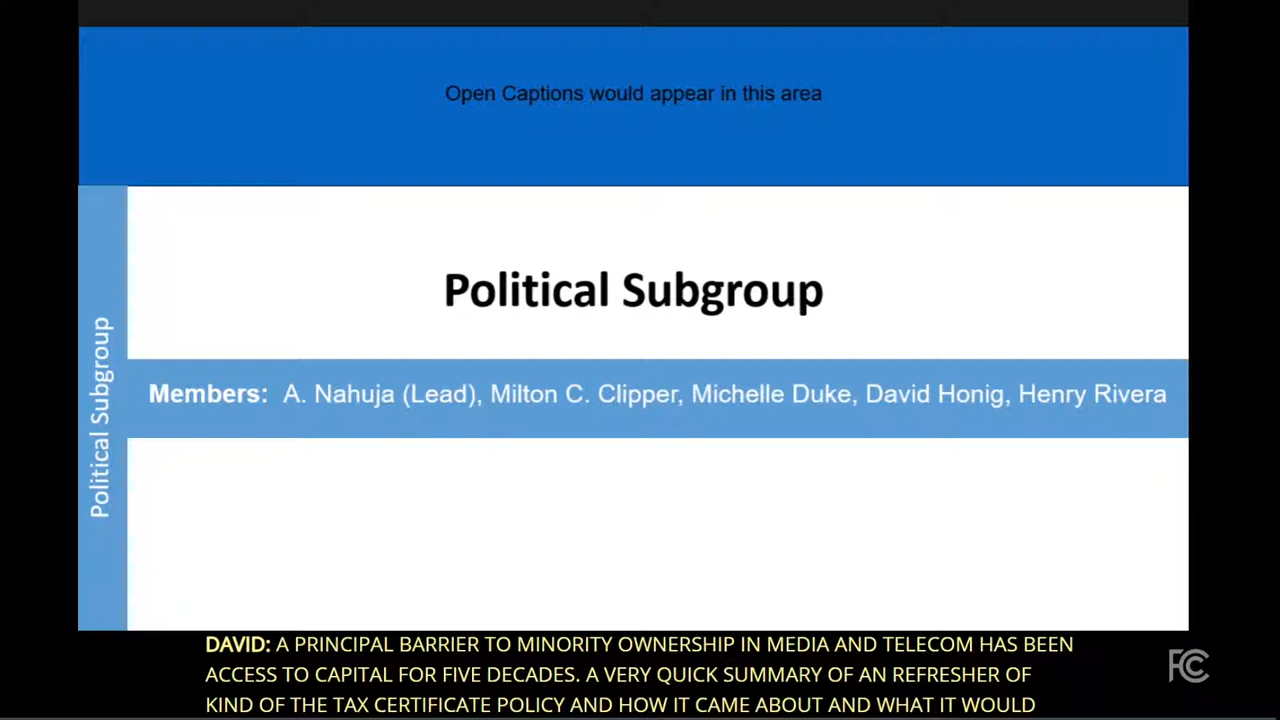 Open Captions would appear in this area
Political Subgroup
Political Subgroup
Members: A. Nahuja (Lead), Milton C. Clipper, Michelle Duke, David Honig, Henry Rivera
DAVID: A PRINCIPAL BARRIER TO MINORITY OWNERSHIP IN MEDIA AND TELECOM HAS BEEN
ACCESS TO CAPITAL FOR FIVE DECADES. A VERY QUICK SUMMARY OF AN REFRESHER OF
KIND OF THE TAX CERTIFICATE POLICY AND HOW IT CAME ABOUT AND WHAT IT WOULD
FCC